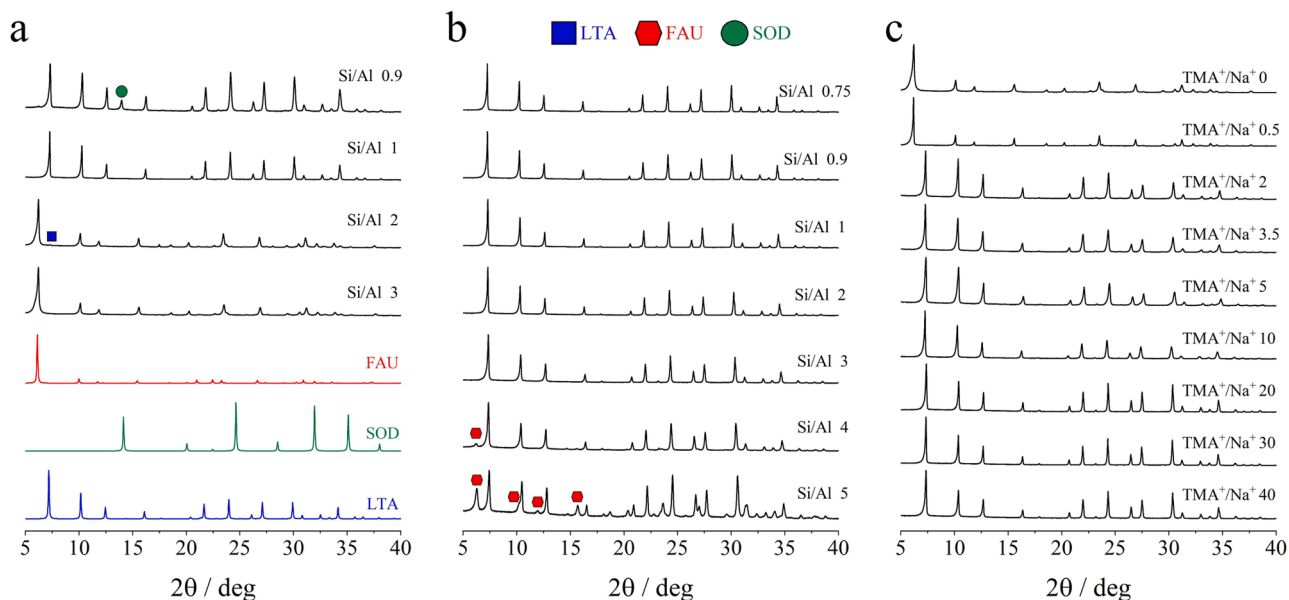 a
Si/Al 0.9
Si/Al 1
Si/Al 2
Si/Al 3
FAU
SOD
LTA
5 10 15 20 25 30 35 40
2θ / deg
b
LTA FAU SOD
Si/Al 0.75
Si/Al 0.9
Si/Al 1
Si/Al 2
Si/Al 3
Si/Al 4
Si/Al 5
5 10 15 20 25 30 35 40
2θ / deg
c
TMA⁺/Na⁺ 0
TMA⁺/Na⁺ 0.5
TMA⁺/Na⁺ 2
TMA⁺/Na⁺ 3.5
TMA⁺/Na⁺ 5
TMA⁺/Na⁺ 10
TMA⁺/Na⁺ 20
TMA⁺/Na⁺ 30
TMA⁺/Na⁺ 40
5 10 15 20 25 30 35 40
2θ / deg